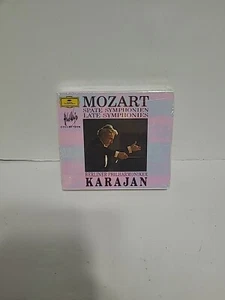 MOZART
SPÄTE SYMPHONIEN
LATE SYMPHONIES
BERLINER PHILHARMONIKER
KARAJAN